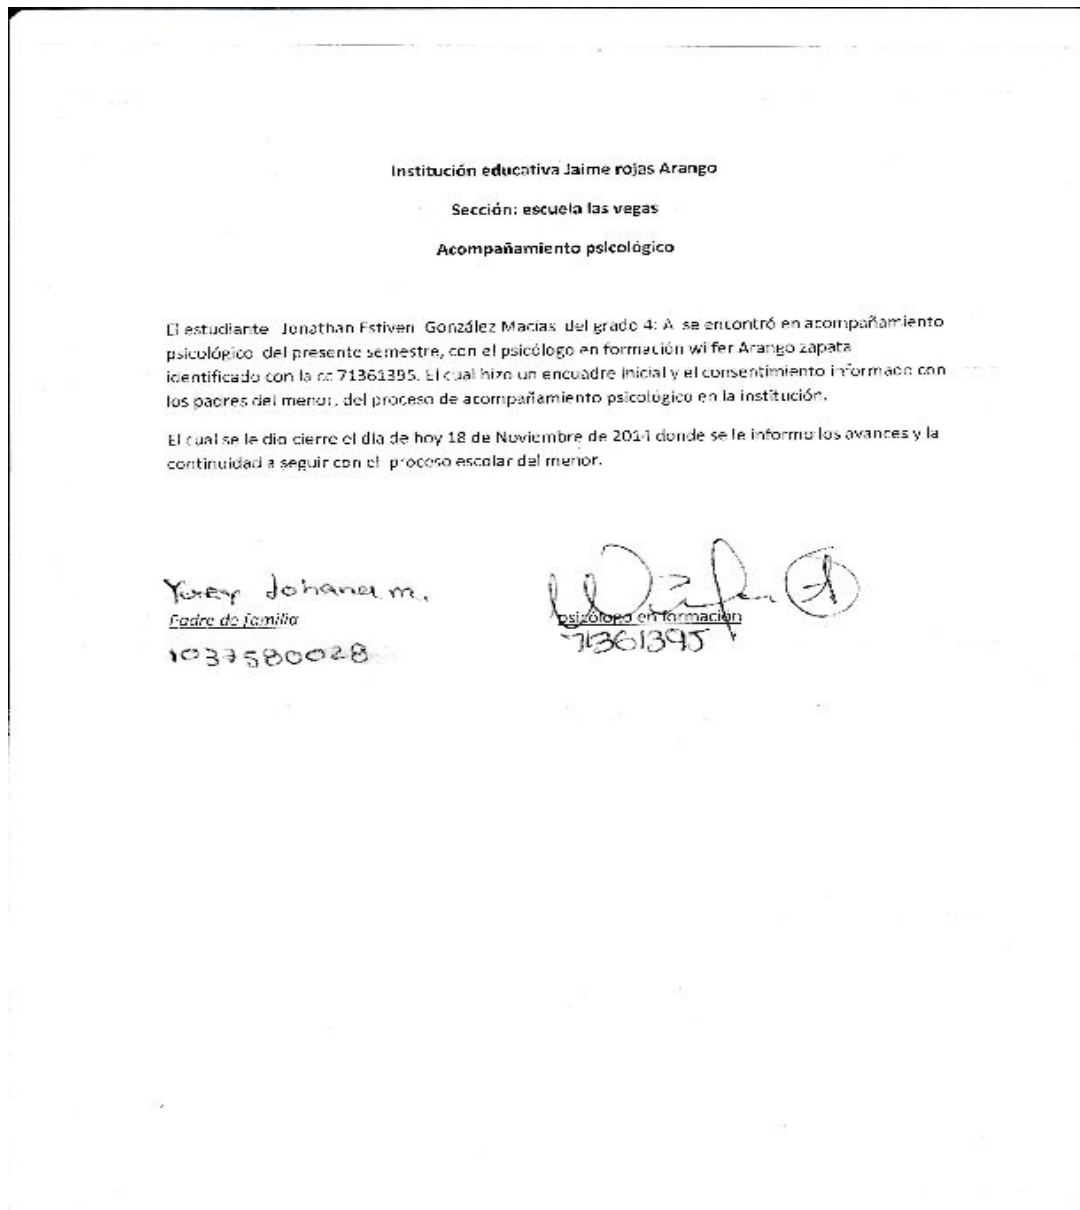 Institución educativa Jaime rojas Arango
Sección: escuela las vegas
Acompañamiento psicológico
El estudiante Jonathan Estiven González Macías del grado 4: A se encontró en acompañamiento
psicológico del presente semestre, con el psicólogo en formación wilfer Arango zapata
identificado con la cc 71361395. El cual hizo un encuadre inicial y el consentimiento informado con
los padres del menor, del proceso de acompañamiento psicológico en la institución.
El cual se le dio cierre el día de hoy 18 de Noviembre de 2014 donde se le informo los avances y la
continuidad a seguir con el proceso escolar del menor.
Johana m.
Padre de familia
1037580028
psicólogo en formación
71361395